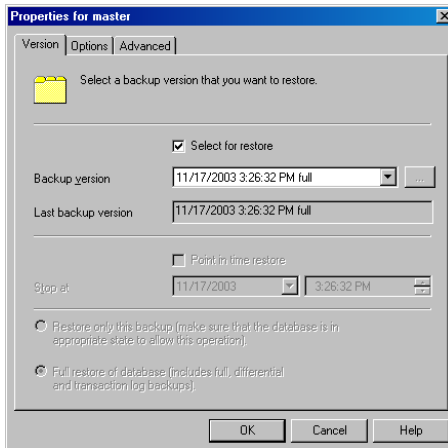 Properties for master
Version Options Advanced
Select a backup version that you want to restore.
Select for restore
Backup version 11/17/2003 3:26:32 PM full ...
Last backup version 11/17/2003 3:26:32 PM full
Point in time restore
Stop at 11/17/2003 3:26:32 PM
Restore only this backup (make sure that the database is in
appropriate state to allow this operation).
Full restore of database (includes full, differential
and transaction log backups).
OK Cancel Help